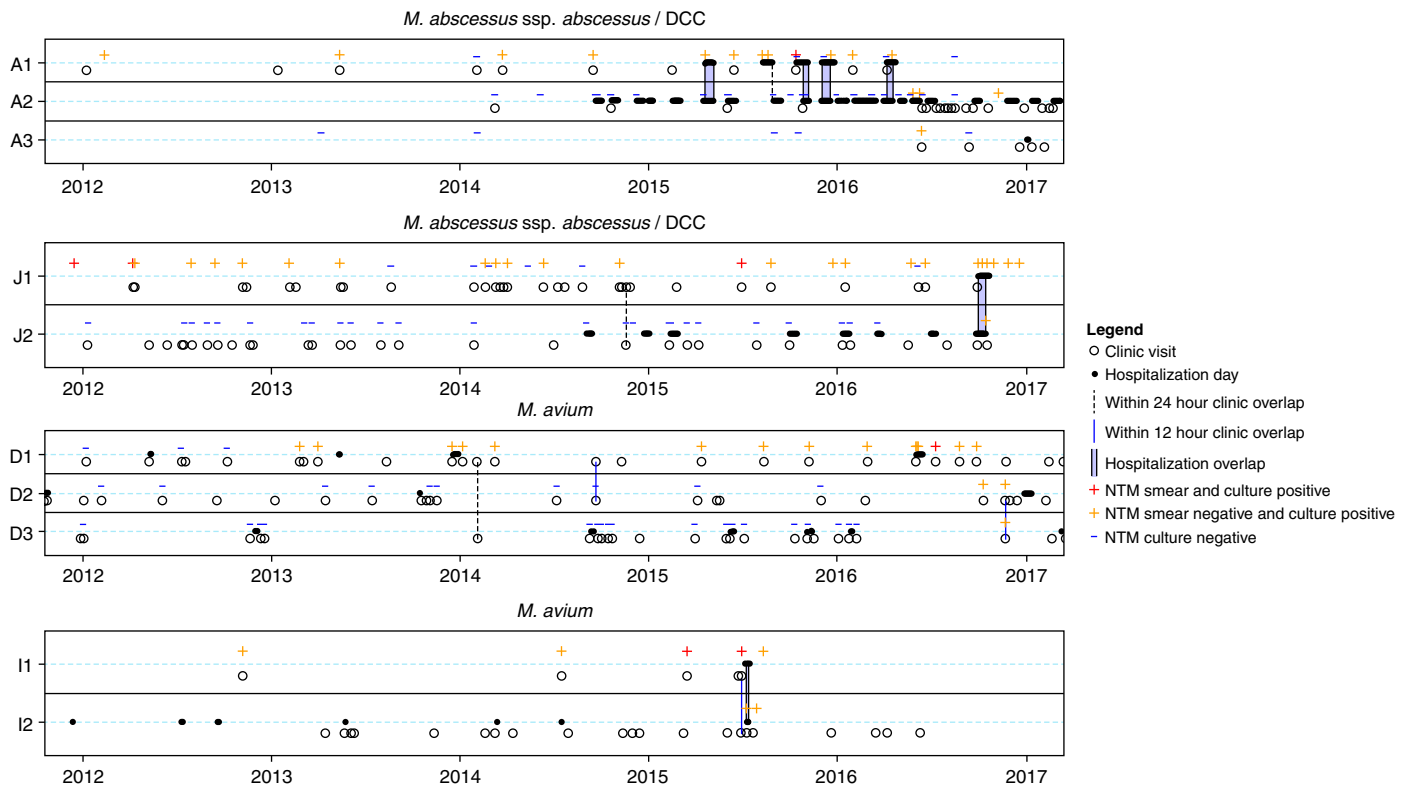 M. abscessus ssp. abscessus / DCC
A1
A2
A3
2012 2013 2014 2015 2016 2017
M. abscessus ssp. abscessus / DCC
J1
J2
2012 2013 2014 2015 2016 2017
M. avium
D1
D2
D3
2012 2013 2014 2015 2016 2017
M. avium
I1
I2
2012 2013 2014 2015 2016 2017
Legend
Clinic visit
Hospitalization day
Within 24 hour clinic overlap
Within 12 hour clinic overlap
Hospitalization overlap
NTM smear and culture positive
NTM smear negative and culture positive
NTM culture negative